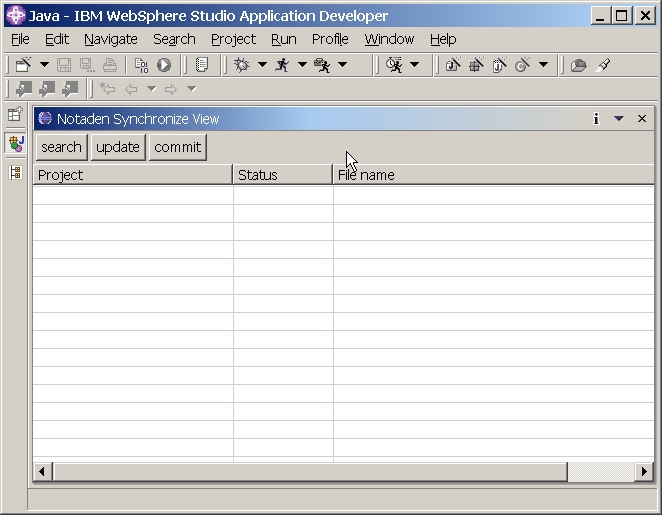 Java - IBM WebSphere Studio Application Developer
File Edit Navigate Search Project Run Profile Window Help
Notaden Synchronize View
search update commit
Project Status File name